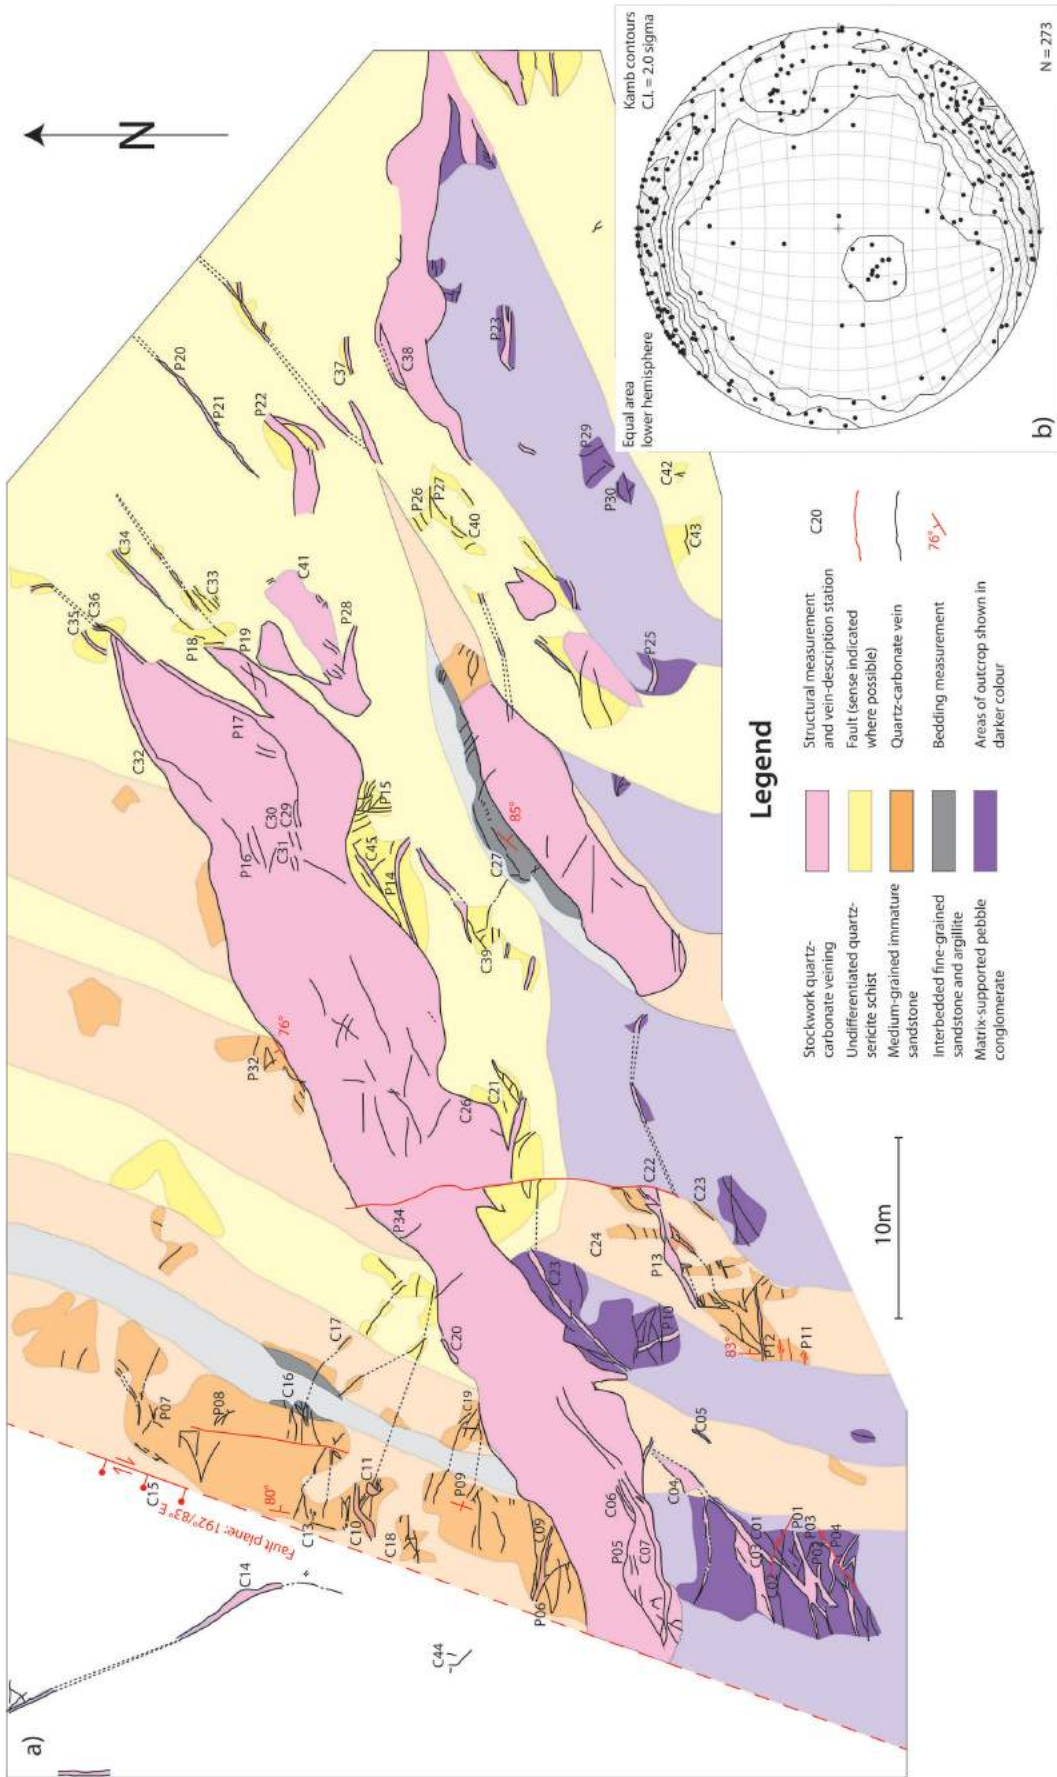 a)
N
C14
C44
Fault plane: 192°/83° E
C15
P07
P08
80°
C13
C10
C11
C16
C17
C18
P09
C19
C09
P06
C20
P34
P32
76°
C32
P16
C31
C30
C29
P17
P19
P18
C36
C35
C34
C33
C41
P28
P20
P21
P22
C37
C38
P26
P27
C40
P15
C45
P14
C39
C27
85°
C26
C21
C23
P10
C22
C24
P13
C23
83°
P12
P11
C05
C04
C06
P05
C07
C01
C03
C02
P01
P03
P02
P04
P23
P29
P30
P25
C42
C43
10m
Legend
Stockwork quartz-
carbonate veining
Undifferentiated quartz-
sericite schist
Medium-grained immature
sandstone
Interbedded fine-grained
sandstone and argillite
Matrix-supported pebble
conglomerate
Structural measurement
and vein-description station
C20
Fault (sense indicated
where possible)
Quartz-carbonate vein
Bedding measurement
76°
Areas of outcrop shown in
darker colour
b)
Equal area
lower hemisphere
Kamb contours
C.I. = 2.0 sigma
N = 273